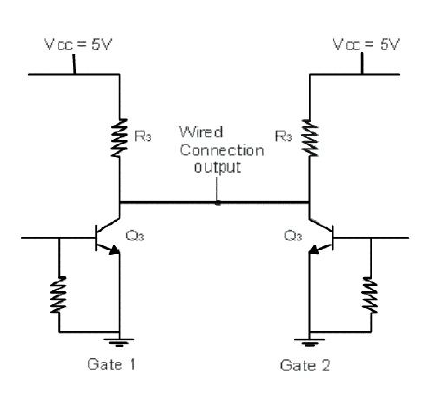 Vcc = 5V
Vcc = 5V
R3
Wired
Connection
output
R3
Q3
Q3
Gate 1
Gate 2